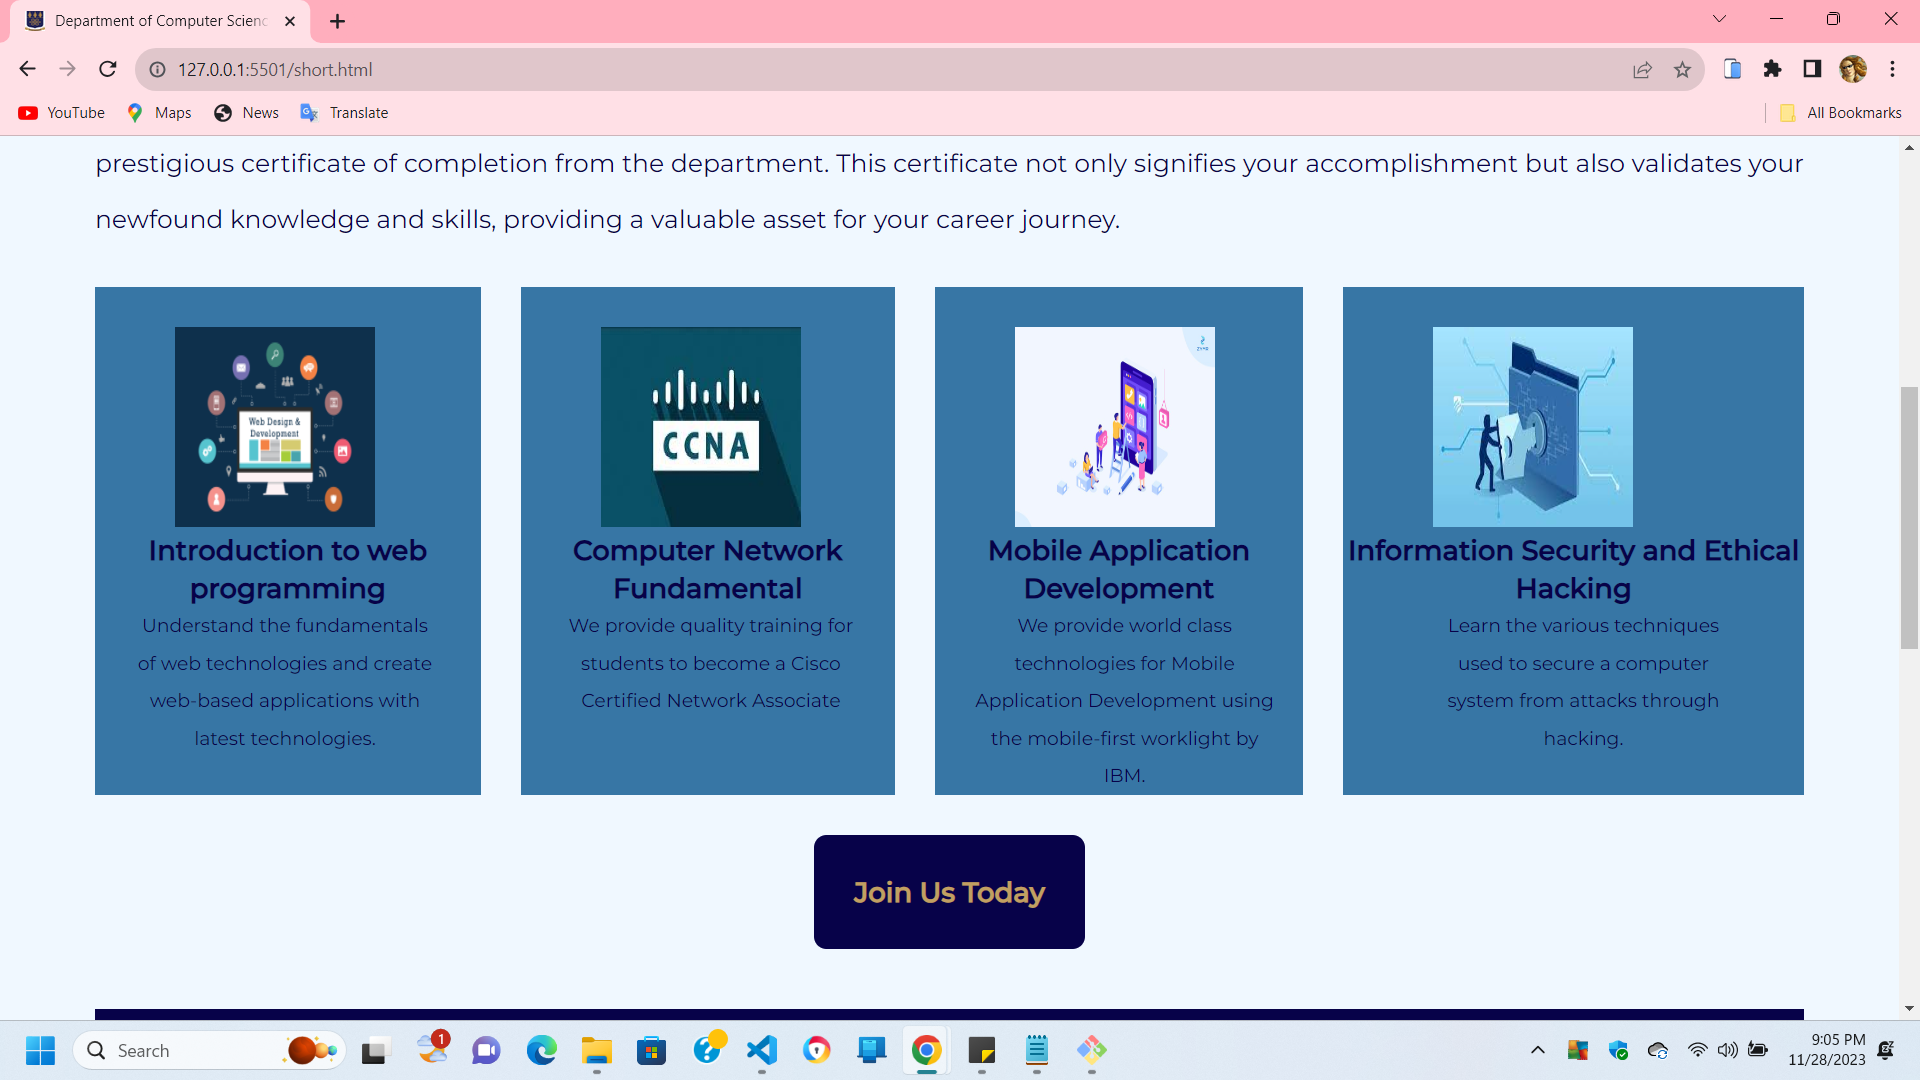 Department of Computer Scienc
127.0.0.1:5501/short.html
YouTube
Maps
News
Translate
All Bookmarks
prestigious certificate of completion from the department. This certificate not only signifies your accomplishment but also validates your
newfound knowledge and skills, providing a valuable asset for your career journey.
Web Design &
Development
Introduction to web
programming
Understand the fundamentals
of web technologies and create
web-based applications with
latest technologies.
CCNA
Computer Network
Fundamental
We provide quality training for
students to become a Cisco
Certified Network Associate
Mobile Application
Development
We provide world class
technologies for Mobile
Application Development using
the mobile-first worklight by
IBM.
Information Security and Ethical
Hacking
Learn the various techniques
used to secure a computer
system from attacks through
hacking.
Join Us Today
Search
1
9:05 PM
11/28/2023